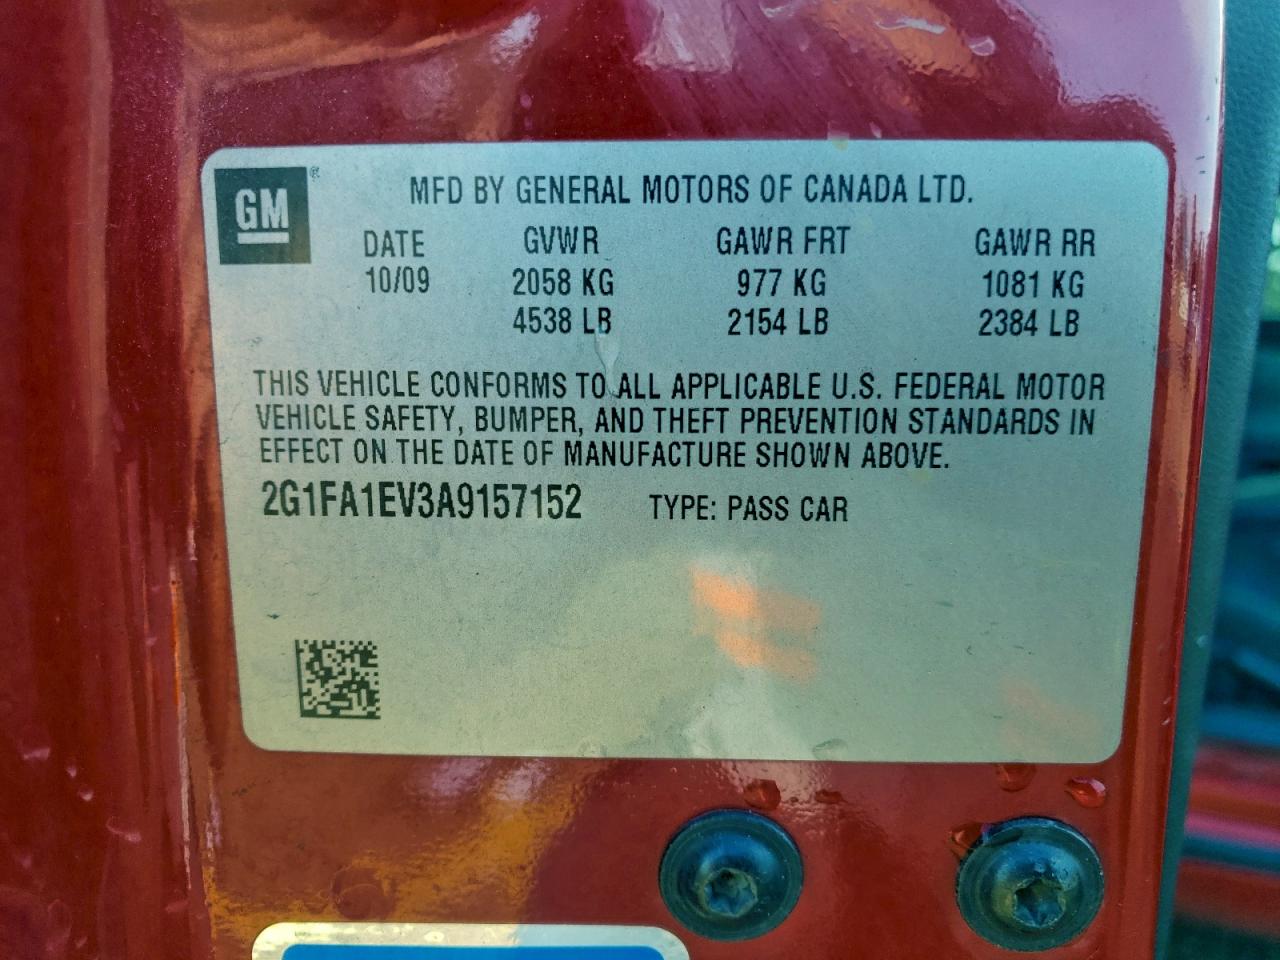 GM®
MFD BY GENERAL MOTORS OF CANADA LTD.
DATE GVWR GAWR FRT GAWR RR
10/09 2058 KG 977 KG 1081 KG
4538 LB 2154 LB 2384 LB
THIS VEHICLE CONFORMS TO ALL APPLICABLE U.S. FEDERAL MOTOR
VEHICLE SAFETY, BUMPER, AND THEFT PREVENTION STANDARDS IN
EFFECT ON THE DATE OF MANUFACTURE SHOWN ABOVE.
2G1FA1EV3A9157152 TYPE: PASS CAR